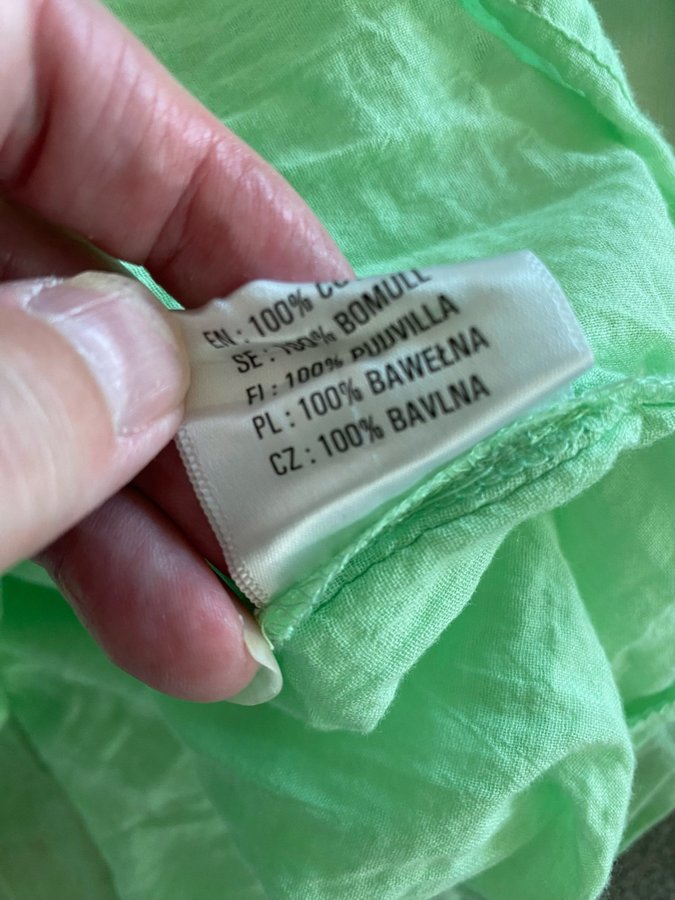 EN : 100%
SE : 100% BOMULL
FI : 100% PUUVILLA
PL : 100% BAWEŁNA
CZ : 100% BAVLNA